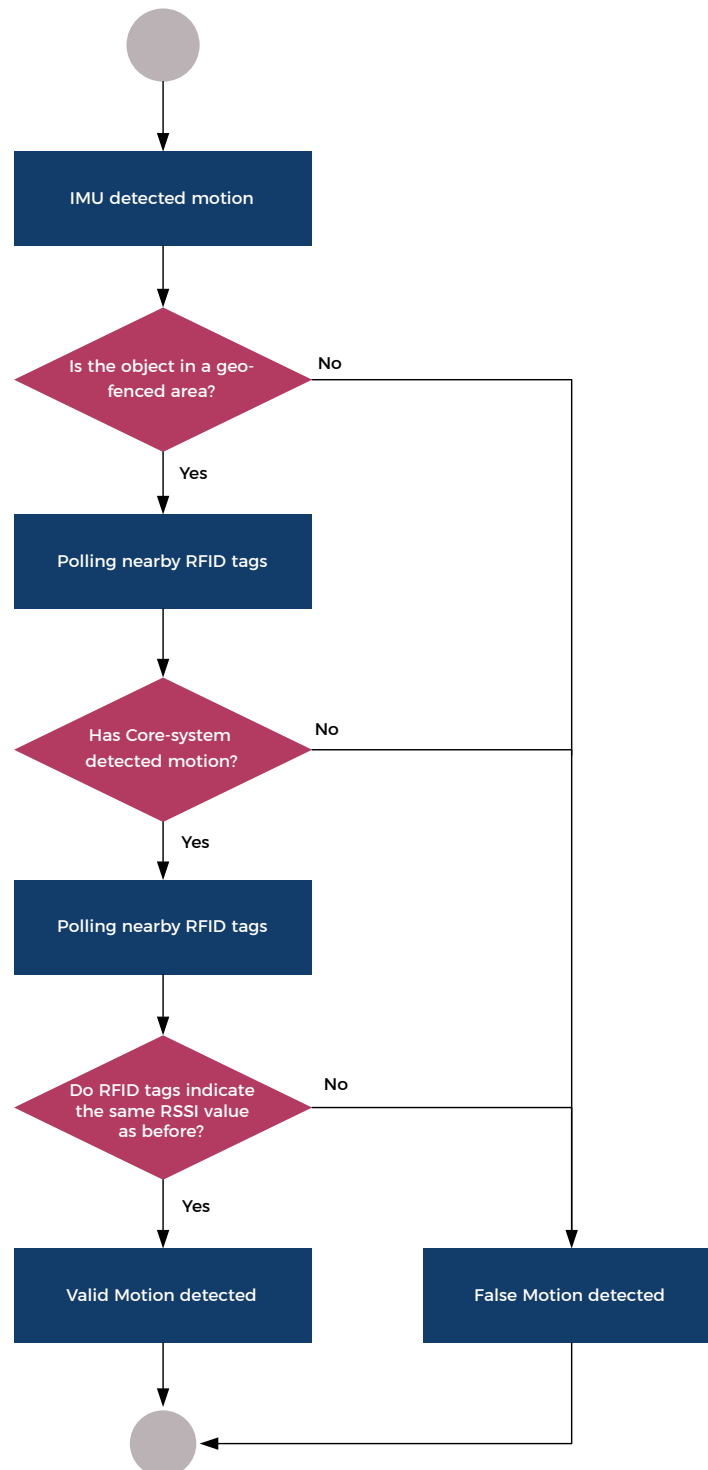 IMU detected motion
Is the object in a geo-
fenced area?
No
Yes
Polling nearby RFID tags
Has Core-system
detected motion?
No
Yes
Polling nearby RFID tags
Do RFID tags indicate
the same RSSI value
as before?
No
Yes
Valid Motion detected
False Motion detected